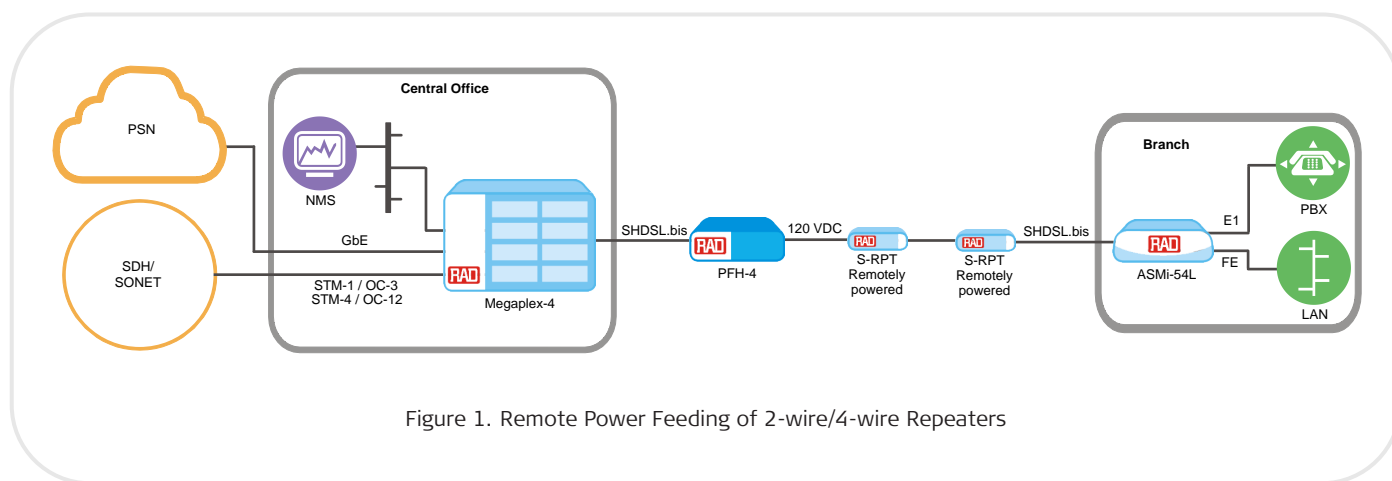 Central Office
PSN
NMS
GbE
SDH/
SONET
STM-1 / OC-3
STM-4 / OC-12
RAD
Megaplex-4
SHDSL.bis
RAD
PFH-4
120 VDC
RAD
S-RPT
Remotely
powered
RAD
S-RPT
Remotely
powered
SHDSL.bis
Branch
RAD
ASMi-54L
E1
FE
PBX
LAN
Figure 1. Remote Power Feeding of 2-wire/4-wire Repeaters